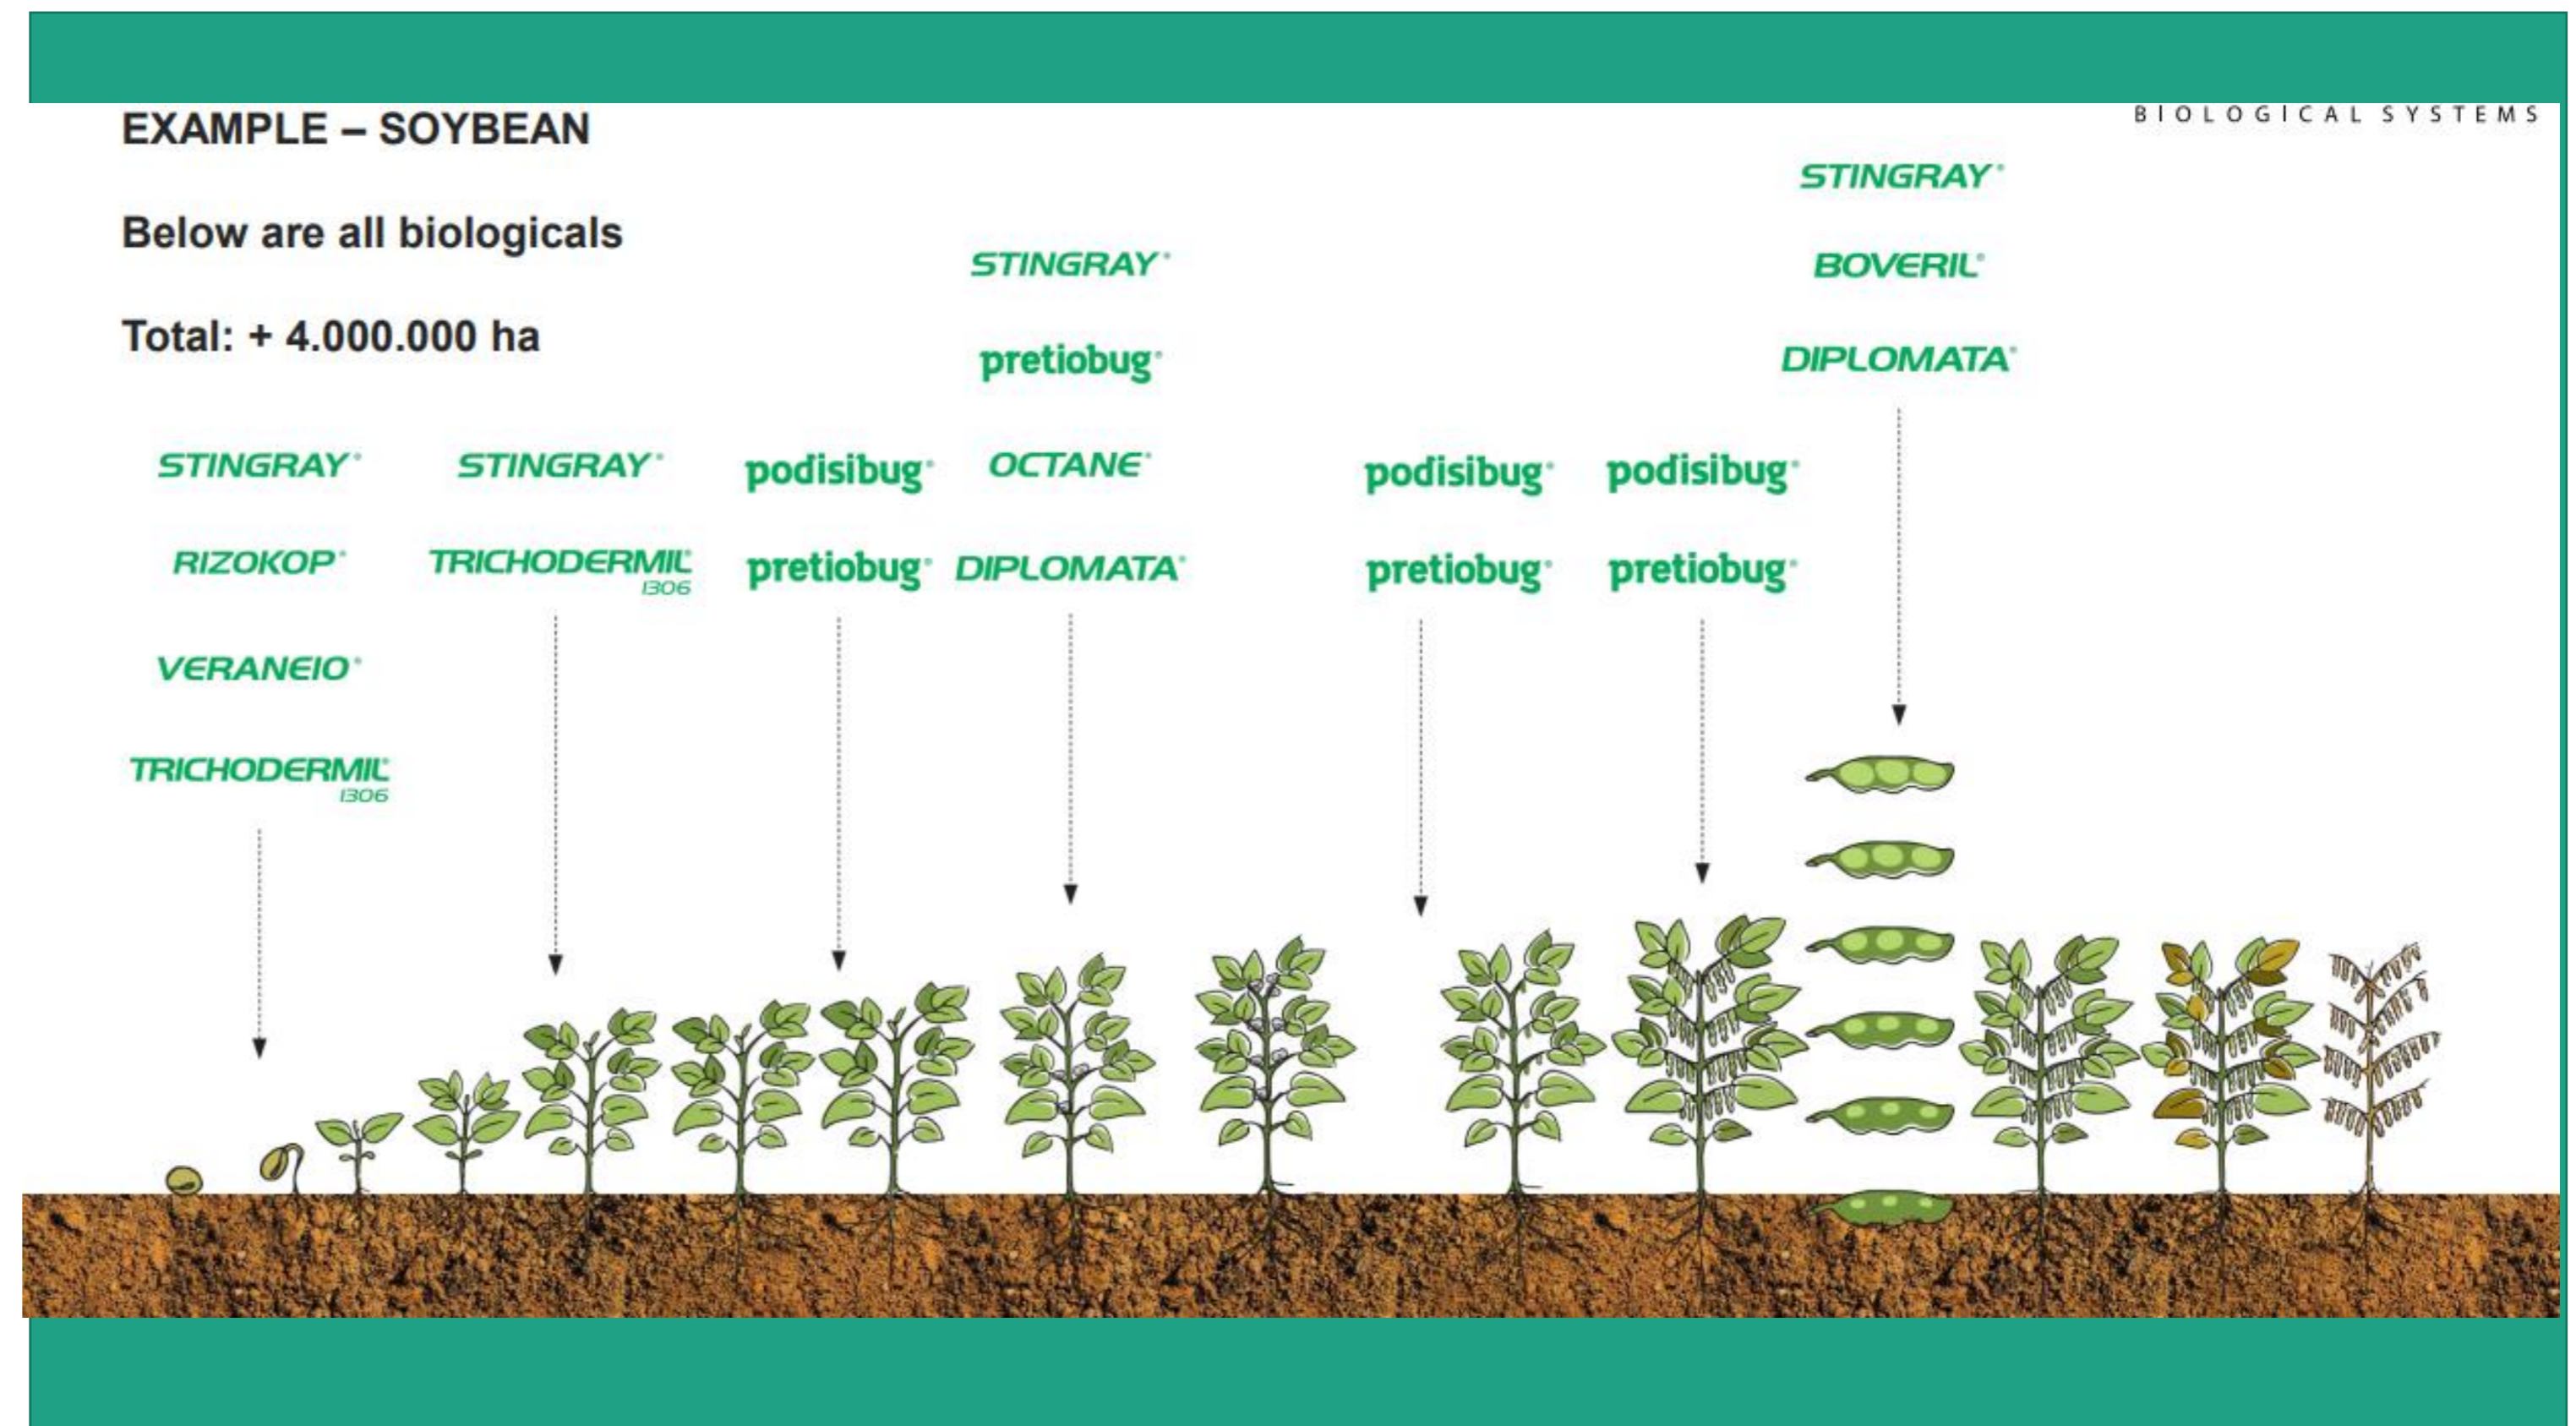 EXAMPLE – SOYBEAN
BIOLOGICAL SYSTEMS
Below are all biologicals
Total: + 4.000.000 ha
STINGRAY®
RIZOKOP®
VERANEIO®
TRICHODERMIL®
1306
STINGRAY®
TRICHODERMIL®
1306
podisibug®
pretiobug®
STINGRAY®
pretiobug®
OCTANE®
DIPLOMATA®
podisibug®
pretiobug®
podisibug®
pretiobug®
STINGRAY®
BOVERIL®
DIPLOMATA®